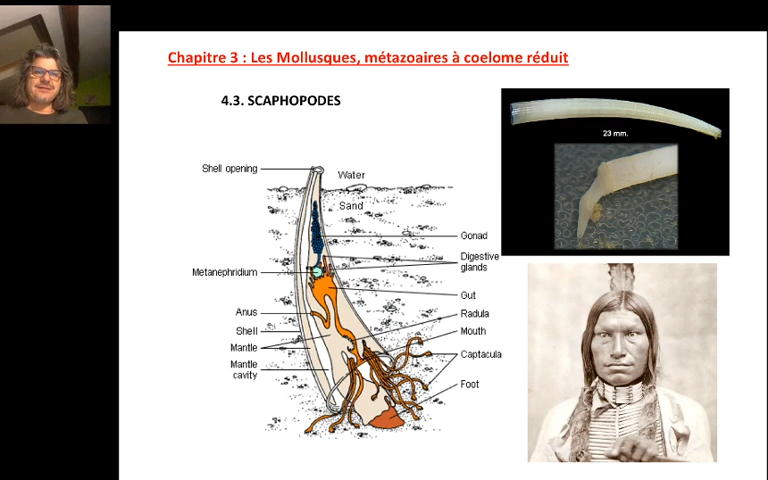 Chapitre 3 : Les Mollusques, métazoaires à coelome réduit
4.3. SCAPHOPODES
23 mm.
Shell opening
Water
Sand
Gonad
Digestive
glands
Metanephridium
Gut
Anus
Radula
Shell
Mouth
Mantle
Captacula
Mantle
cavity
Foot